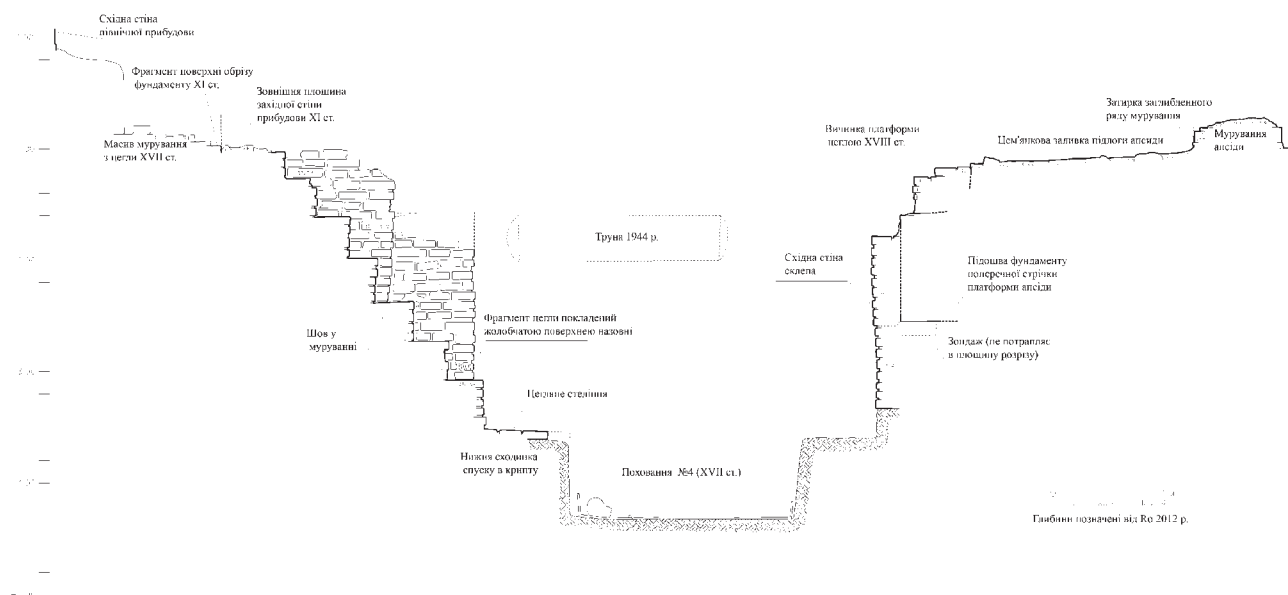 Східна стіна
північної прибудови
Фрагмент поверхні обрізу
фундаменту XI ст.
Зовнішня площина
західної стіни
прибудови XI ст.
Масив мурування
з цегли XVII ст.
Затирка заглибленного
ряду мурування
Вичинка платформи
цеглою XVIII ст.
Цем'янкова заливка підлоги апсиди
Мурування
апсиди
Труна 1944 р.
Східна стіна
склепа
Підошва фундаменту
поперечної стрічки
платформи апсиди
Фрагмент цегли покладений
жолобчатою поверхнею назовні
Шов у
муруванні
Зондаж (не потрапляє
в площину розрізу)
Цегляне стеління
Нижня сходинка
спуску в крипту
Поховання №4 (XVII ст.)
Глибини позначені від Ro 2012 р.